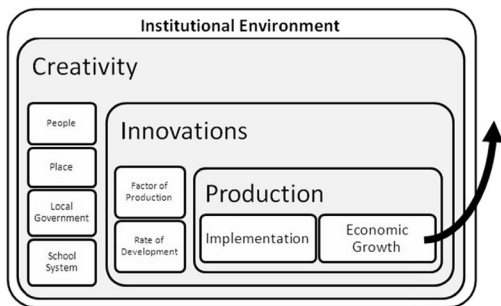 Institutional Environment
Creativity
People
Place
Local
Government
School
System
Innovations
Factor of
Production
Rate of
Development
Production
Implementation
Economic
Growth